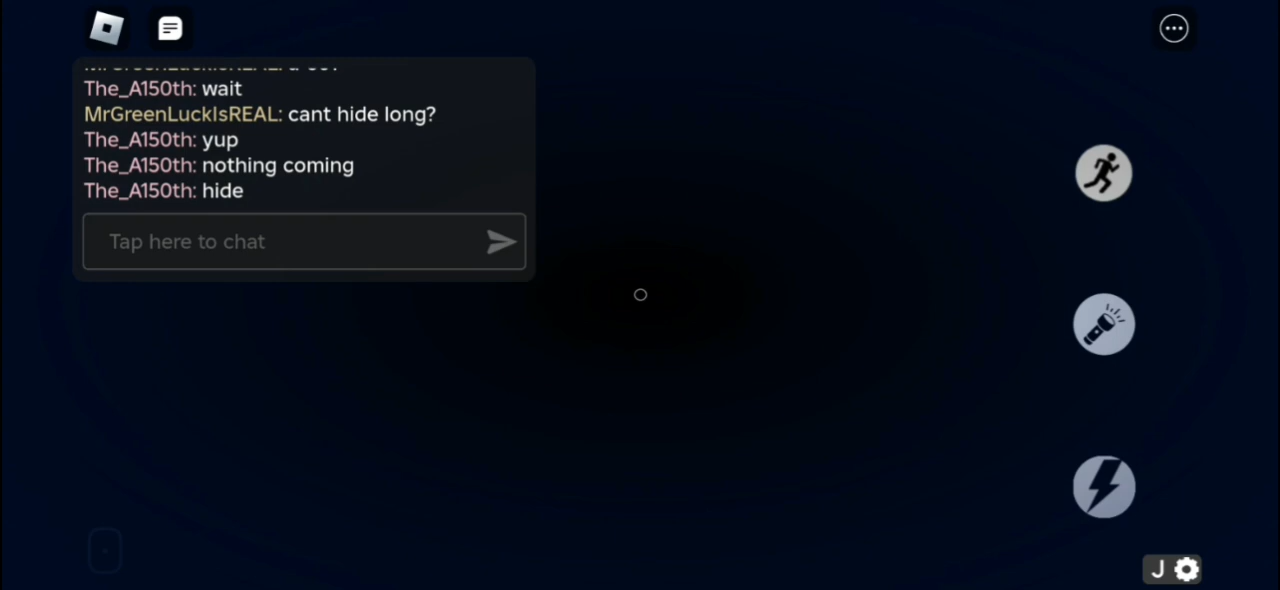 The_A150th: wait
MrGreenLuckIsREAL: cant hide long?
The_A150th: yup
The_A150th: nothing coming
The_A150th: hide
Tap here to chat
J